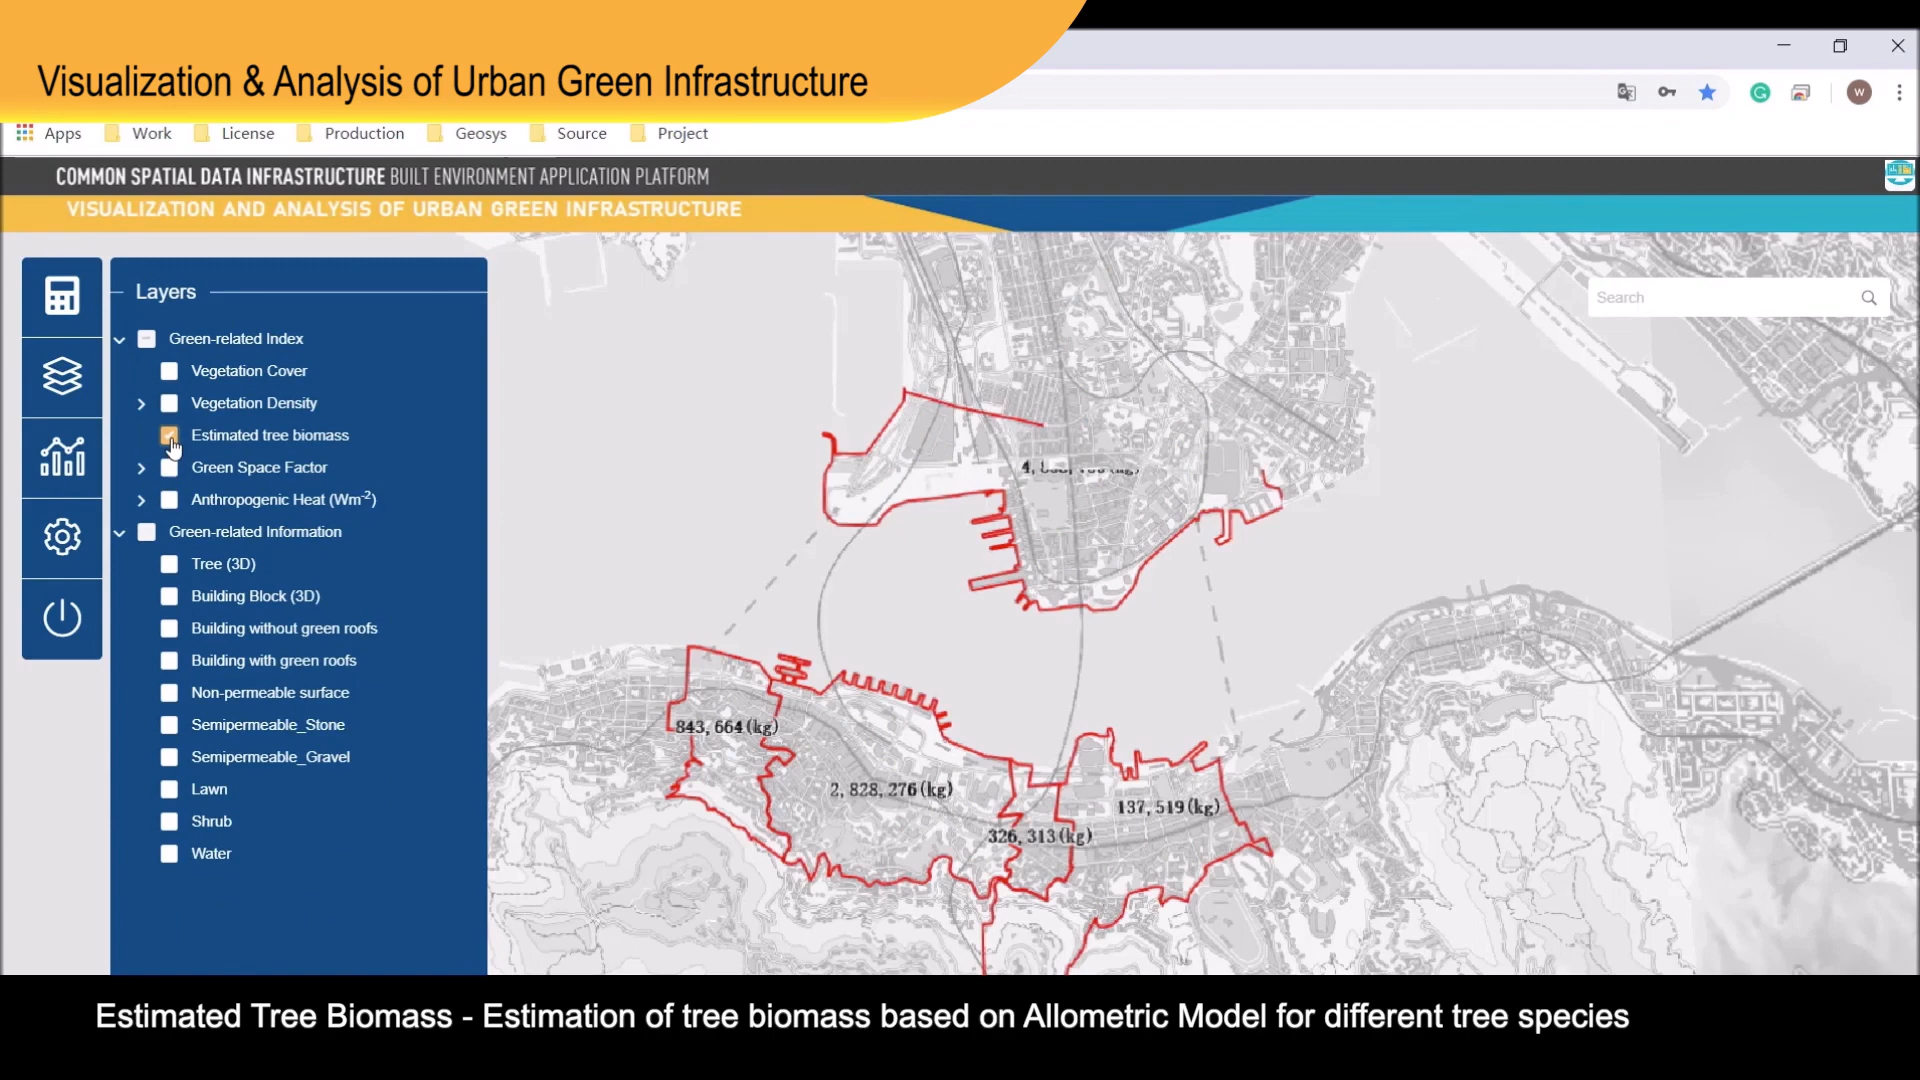 Visualization & Analysis of Urban Green Infrastructure
W
Apps Work License Production Geosys Source Project
COMMON SPATIAL DATA INFRASTRUCTURE BUILT ENVIRONMENT APPLICATION PLATFORM
VISUALIZATION AND ANALYSIS OF URBAN GREEN INFRASTRUCTURE
Layers
Search
Green-related Index
Vegetation Cover
Vegetation Density
Estimated tree biomass
Green Space Factor
Anthropogenic Heat (Wm-2)
Green-related Information
Tree (3D)
Building Block (3D)
Building without green roofs
Building with green roofs
Non-permeable surface
Semipermeable_Stone
Semipermeable_Gravel
Lawn
Shrub
Water
843, 664(kg)
2, 828, 276(kg)
137, 519(kg)
326, 313(kg)
Estimated Tree Biomass - Estimation of tree biomass based on Allometric Model for different tree species